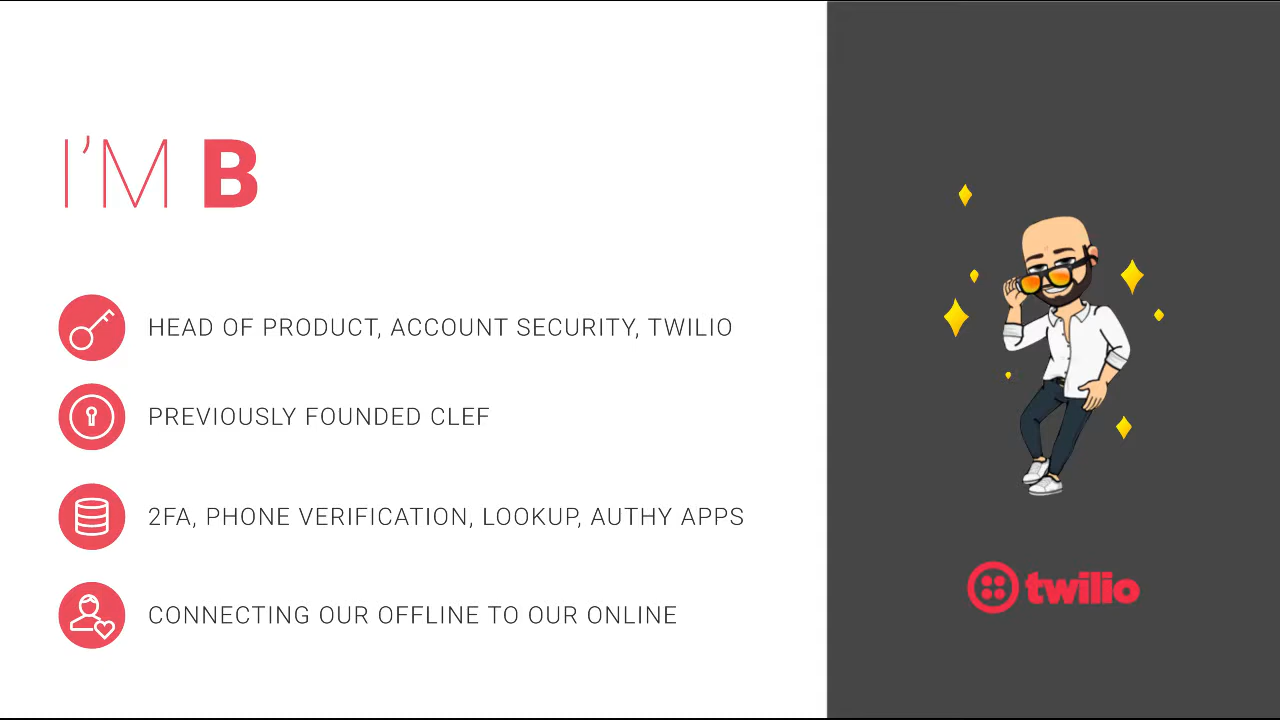 I'M B
HEAD OF PRODUCT, ACCOUNT SECURITY, TWILIO
PREVIOUSLY FOUNDED CLEF
2FA, PHONE VERIFICATION, LOOKUP, AUTHY APPS
CONNECTING OUR OFFLINE TO OUR ONLINE
twilio